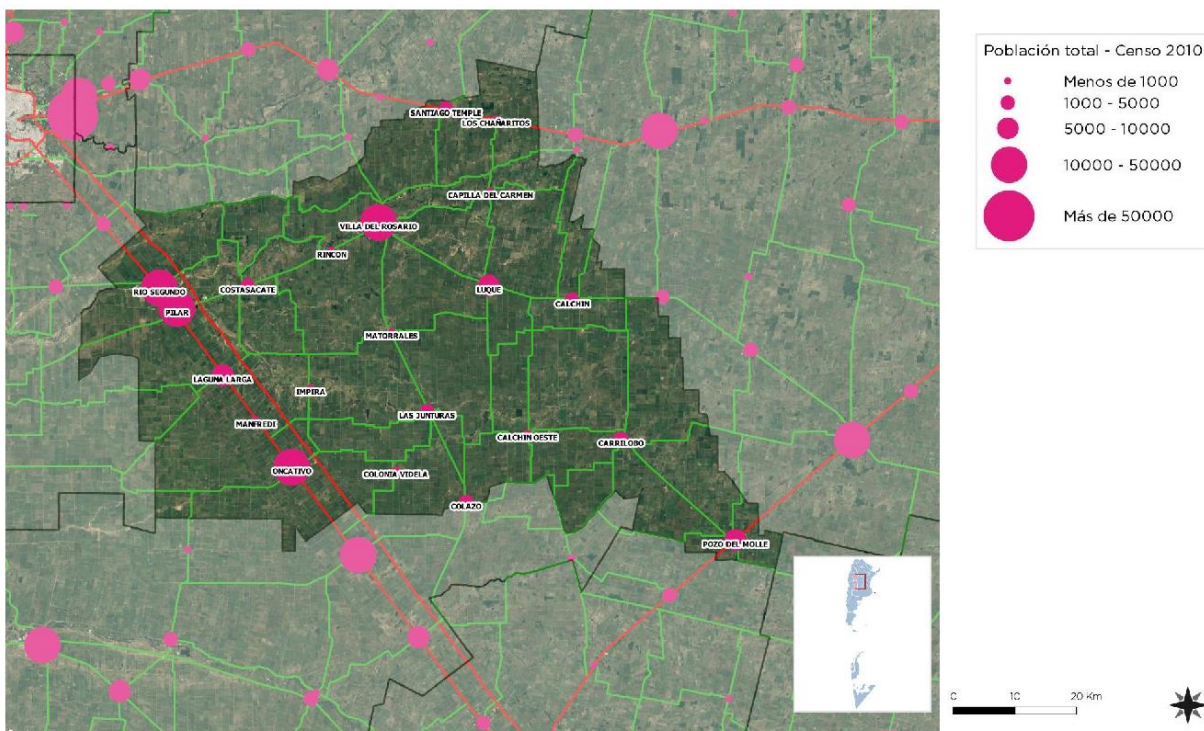 SANTIAGO TEMPLE
LOS CHAÑARITOS
CAPILLA DEL CARMEN
VILLA DEL ROSARIO
RINCON
RIO SEGUNDO
COSTASACATE
LUQUE
CALCHIN
PILAR
MATORRALES
LAGUNA LARGA
IMPIRA
LAS JUNTURAS
MANFREDI
CALCHIN OESTE
CARRILOBO
ONCATIVO
COLONIA VIDELA
COLAZO
POZO DEL MOLLE
Población total - Censo 2010
Menos de 1000
1000 - 5000
5000 - 10000
10000 - 50000
Más de 50000
0 10 20 Km